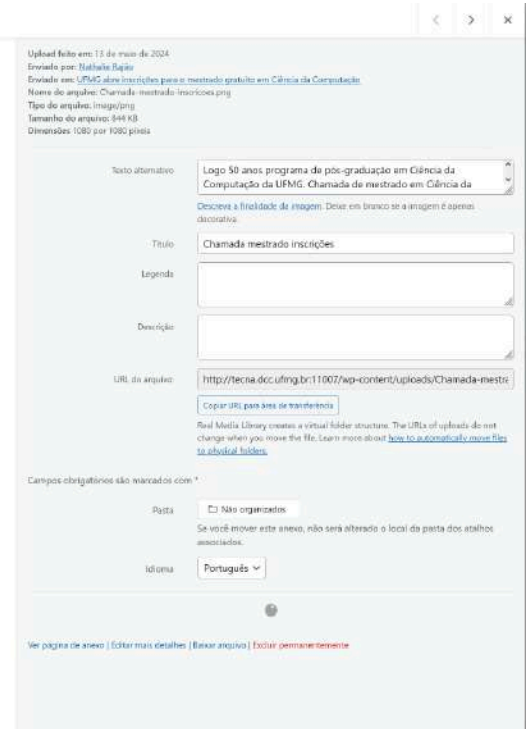 Upload feito em: 13 de maio de 2024
Enviado por: Nathalie Rajão
Enviado em: UFMG abre inscrições para o mestrado gratuito em Ciência da Computação
Nome do arquivo: Chamada-mestrado-inscricoes.png
Tipo do arquivo: image/png
Tamanho do arquivo: 844 KB
Dimensões 1080 por 1080 pixels
Texto alternativo
Logo 50 anos programa de pós-graduação em Ciência da
Computação da UFMG. Chamada de mestrado em Ciência da
Descreva a finalidade da imagem. Deixe em branco se a imagem é apenas
decorativa.
Título
Chamada mestrado inscrições
Legenda
Descrição
URL do arquivo:
http://tecna.dcc.ufmg.br:11007/wp-content/uploads/Chamada-mestra
Copiar URL para área de transferência
Real Media Library creates a virtual folder structure. The URLs of uploads do not
change when you move the file. Learn more about how to automatically move files
to physical folders.
Campos obrigatórios são marcados com *
Pasta
Não organizados
Se você mover este anexo, não será alterado o local da pasta dos atalhos
associados.
Idioma
Português
Ver página de anexo | Editar mais detalhes | Baixar arquivo | Excluir permanentemente